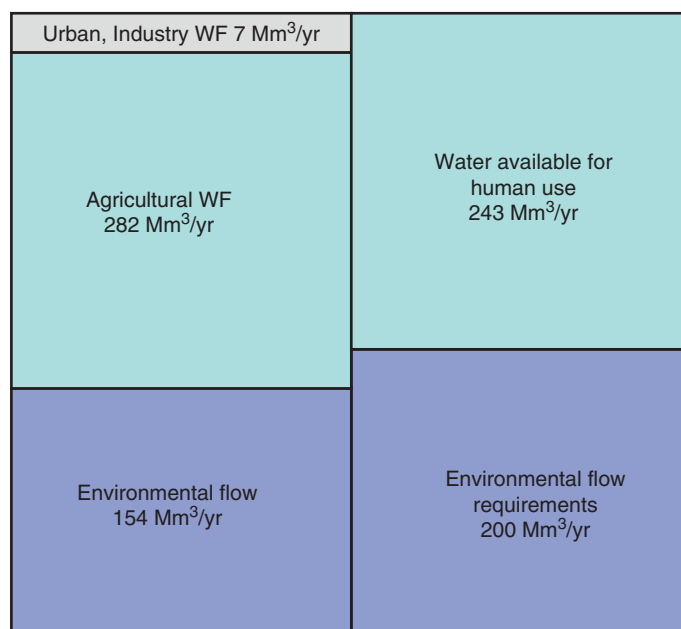 Urban, Industry WF 7 Mm³/yr
Agricultural WF
282 Mm³/yr
Environmental flow
154 Mm³/yr
Water available for
human use
243 Mm³/yr
Environmental flow
requirements
200 Mm³/yr